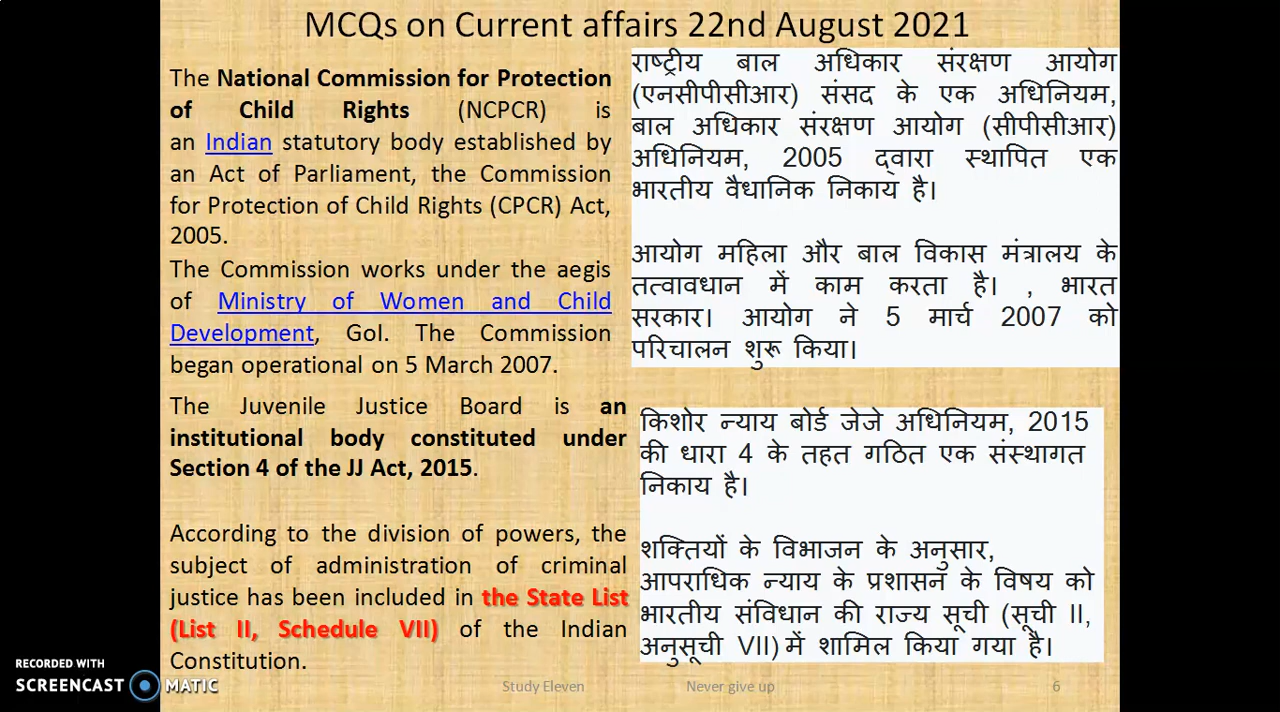 MCQs on Current affairs 22nd August 2021
The National Commission for Protection
of Child Rights (NCPCR) is
an Indian statutory body established by
an Act of Parliament, the Commission
for Protection of Child Rights (CPCR) Act,
2005.
The Commission works under the aegis
of Ministry of Women and Child
Development, GoI. The Commission
began operational on 5 March 2007.
The Juvenile Justice Board is an
institutional body constituted under
Section 4 of the JJ Act, 2015.
According to the division of powers, the
subject of administration of criminal
justice has been included in the State List
(List II, Schedule VII) of the Indian
Constitution.
राष्ट्रीय बाल अधिकार संरक्षण आयोग
(एनसीपीसीआर) संसद के एक अधिनियम,
बाल अधिकार संरक्षण आयोग (सीपीसीआर)
अधिनियम, 2005 द्वारा स्थापित एक
भारतीय वैधानिक निकाय है।
आयोग महिला और बाल विकास मंत्रालय के
तत्वावधान में काम करता है। , भारत
सरकार। आयोग ने 5 मार्च 2007 को
परिचालन शुरू किया।
किशोर न्याय बोर्ड जेजे अधिनियम, 2015
की धारा 4 के तहत गठित एक संस्थागत
निकाय है।
शक्तियों के विभाजन के अनुसार,
आपराधिक न्याय के प्रशासन के विषय को
भारतीय संविधान की राज्य सूची (सूची II,
अनुसूची VII) में शामिल किया गया है।
RECORDED WITH
SCREENCAST MATIC
Study Eleven Never give up 6